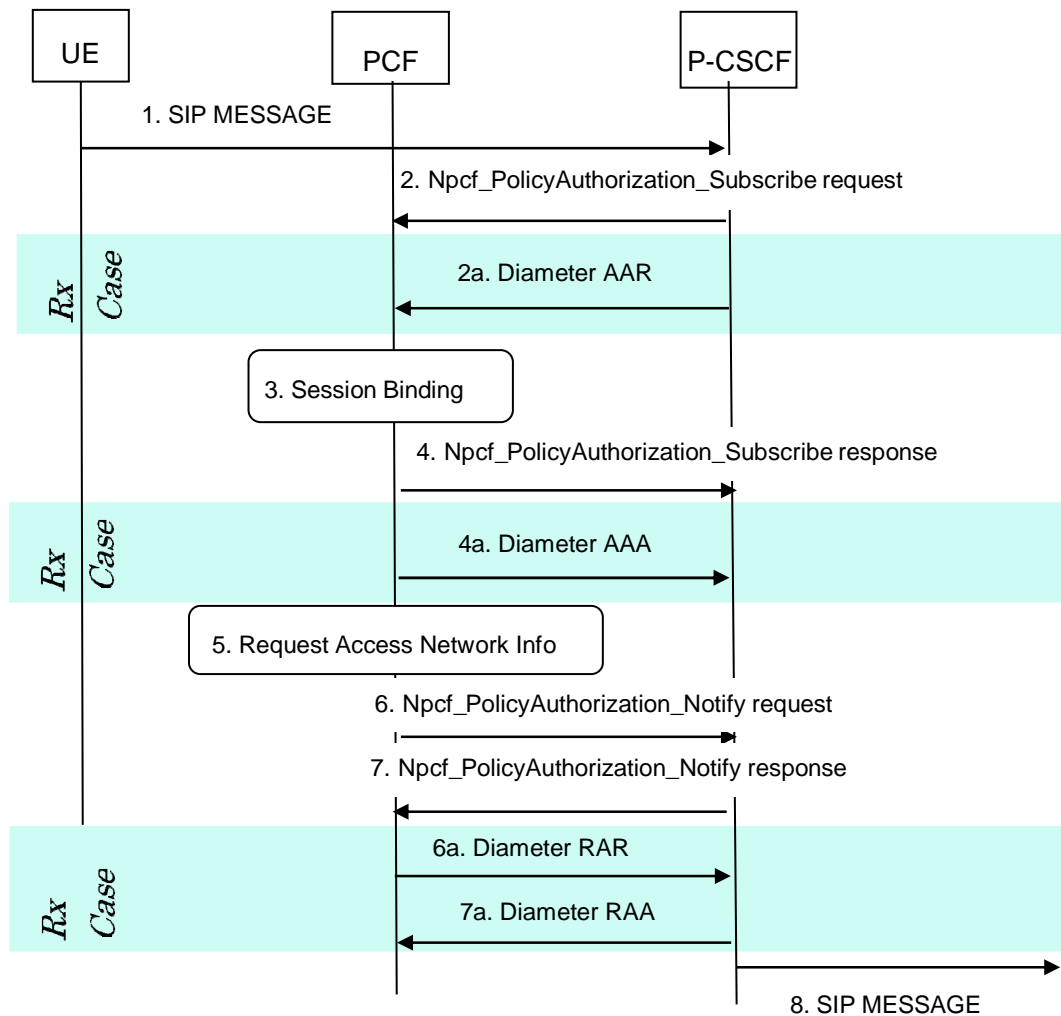 UE
PCF
P-CSCF
1. SIP MESSAGE
2. Npcf_PolicyAuthorization_Subscribe request
Rx
Case
2a. Diameter AAR
3. Session Binding
4. Npcf_PolicyAuthorization_Subscribe response
Rx
Case
4a. Diameter AAA
5. Request Access Network Info
6. Npcf_PolicyAuthorization_Notify request
7. Npcf_PolicyAuthorization_Notify response
Rx
Case
6a. Diameter RAR
7a. Diameter RAA
8. SIP MESSAGE